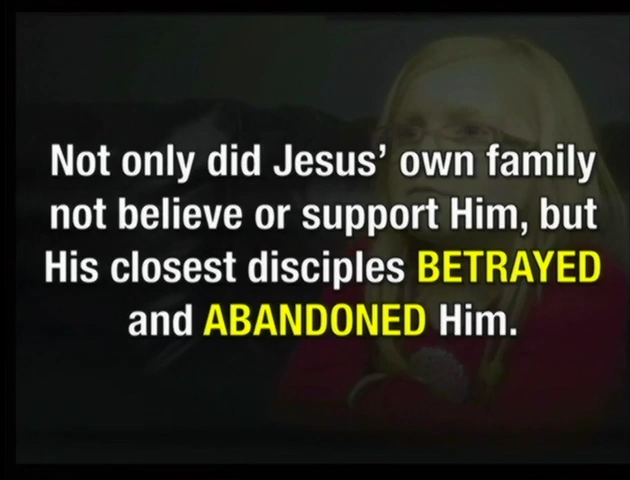 Not only did Jesus’ own family
not believe or support Him, but
His closest disciples BETRAYED
and ABANDONED Him.